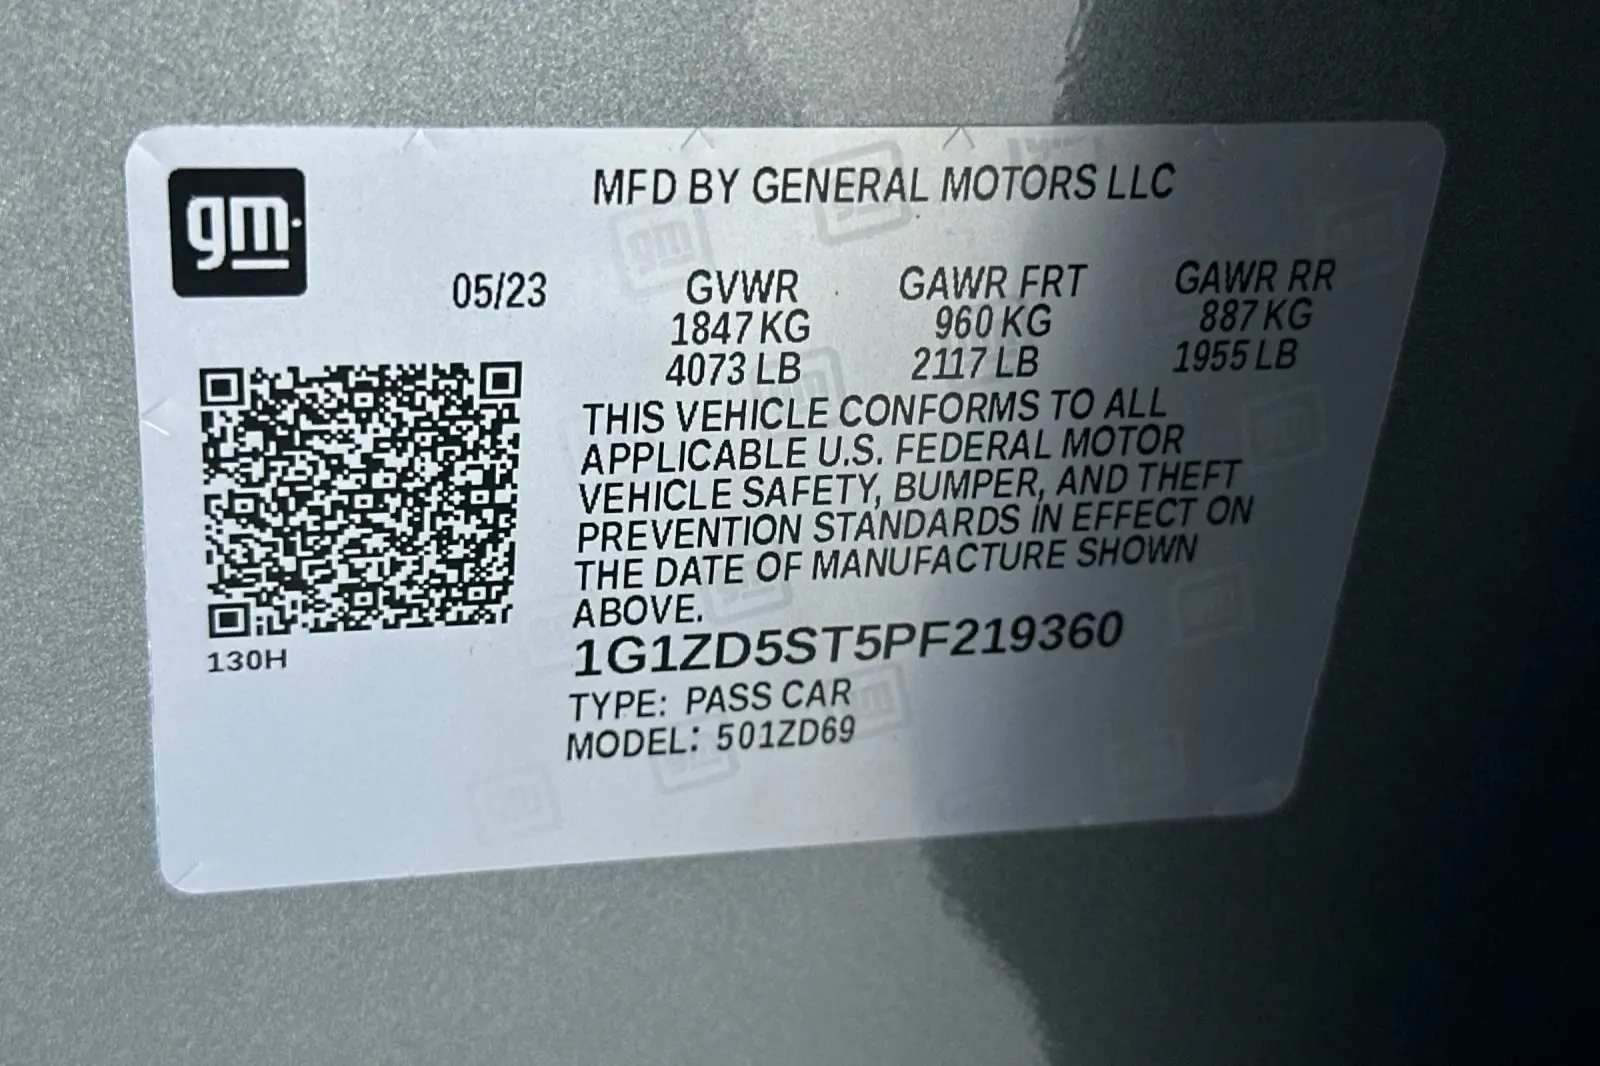 gm
MFD BY GENERAL MOTORS LLC
05/23 GVWR GAWR FRT GAWR RR
1847 KG 960 KG 887 KG
4073 LB 2117 LB 1955 LB
THIS VEHICLE CONFORMS TO ALL
APPLICABLE U.S. FEDERAL MOTOR
VEHICLE SAFETY, BUMPER, AND THEFT
PREVENTION STANDARDS IN EFFECT ON
THE DATE OF MANUFACTURE SHOWN
ABOVE.
130H
1G1ZD5ST5PF219360
TYPE: PASS CAR
MODEL: 501ZD69